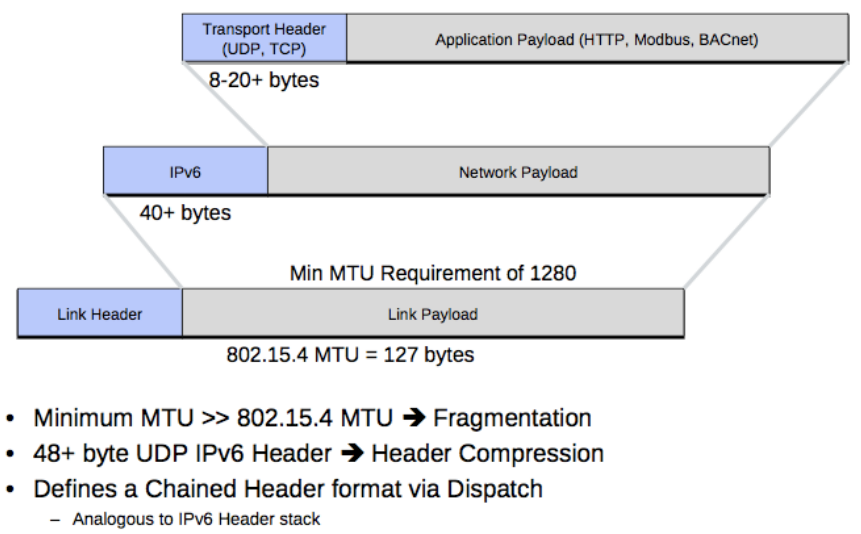 Transport Header
(UDP, TCP)
Application Payload (HTTP, Modbus, BACnet)
8-20+ bytes
IPv6
Network Payload
40+ bytes
Min MTU Requirement of 1280
Link Header
Link Payload
802.15.4 MTU = 127 bytes
• Minimum MTU >> 802.15.4 MTU ➔ Fragmentation
• 48+ byte UDP IPv6 Header ➔ Header Compression
• Defines a Chained Header format via Dispatch
– Analogous to IPv6 Header stack